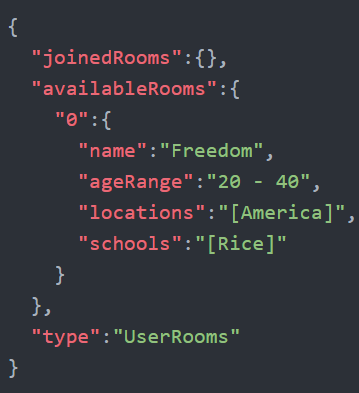 {
  "joinedRooms":{},
  "availableRooms":{
    "0":{
      "name":"Freedom",
      "ageRange":"20 - 40",
      "locations":"[America]",
      "schools":"[Rice]"
    }
  },
  "type":"UserRooms"
}